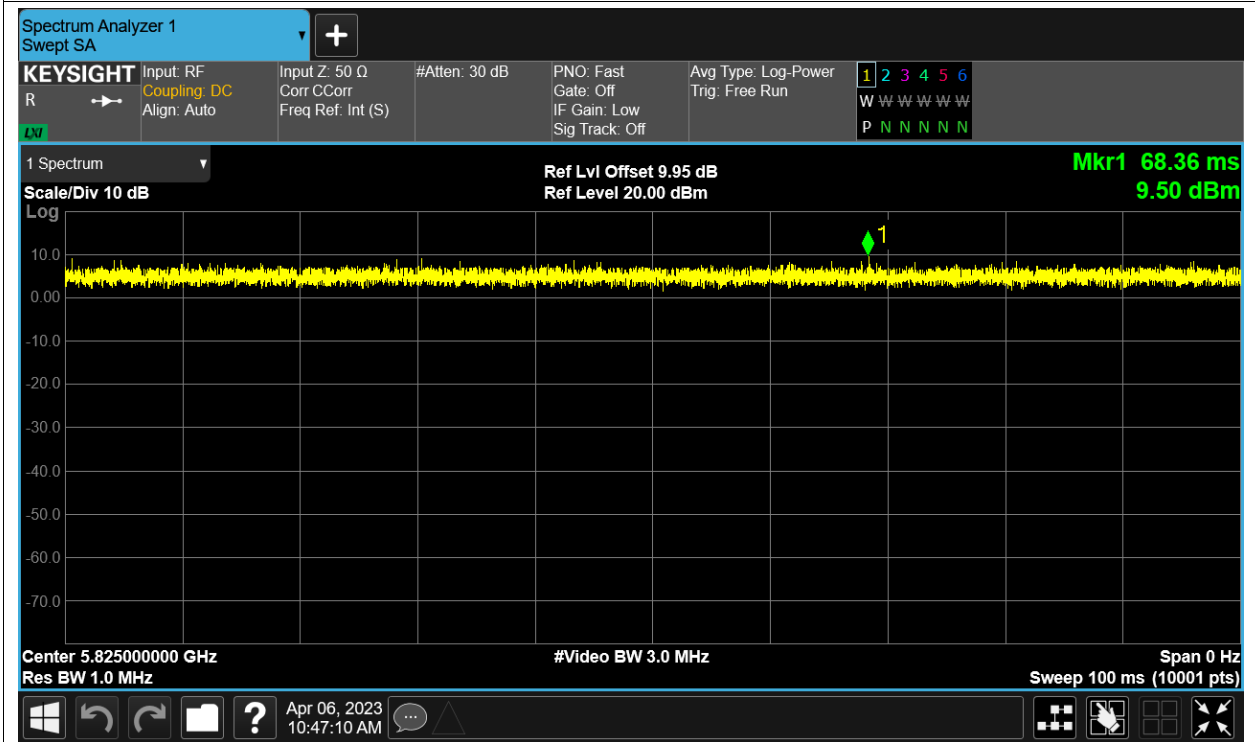 Spectrum Analyzer 1
Swept SA
+
KEYSIGHT
R
LXI
Input: RF
Coupling: DC
Align: Auto
Input Z: 50 Ω
Corr CCorr
Freq Ref: Int (S)
#Atten: 30 dB
PNO: Fast
Gate: Off
IF Gain: Low
Sig Track: Off
Avg Type: Log-Power
Trig: Free Run
1 2 3 4 5 6
W W W W W W
P N N N N N
1 Spectrum
Scale/Div 10 dB
Log
Ref Lvl Offset 9.95 dB
Ref Level 20.00 dBm
Mkr1 68.36 ms
9.50 dBm
1
10.0
0.00
-10.0
-20.0
-30.0
-40.0
-50.0
-60.0
-70.0
Center 5.825000000 GHz
Res BW 1.0 MHz
#Video BW 3.0 MHz
Span 0 Hz
Sweep 100 ms (10001 pts)
?
Apr 06, 2023
10:47:10 AM